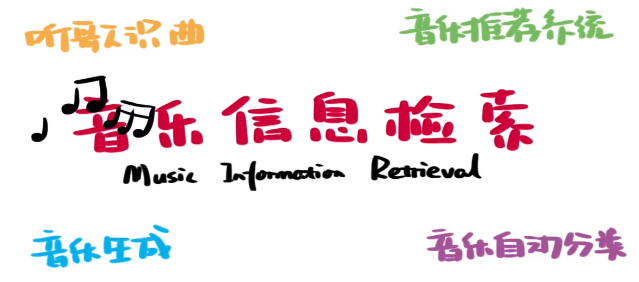 听歌识曲
音乐推荐系统
音乐信息检索
Music Information Retrieval
音乐生成
音乐自动分类